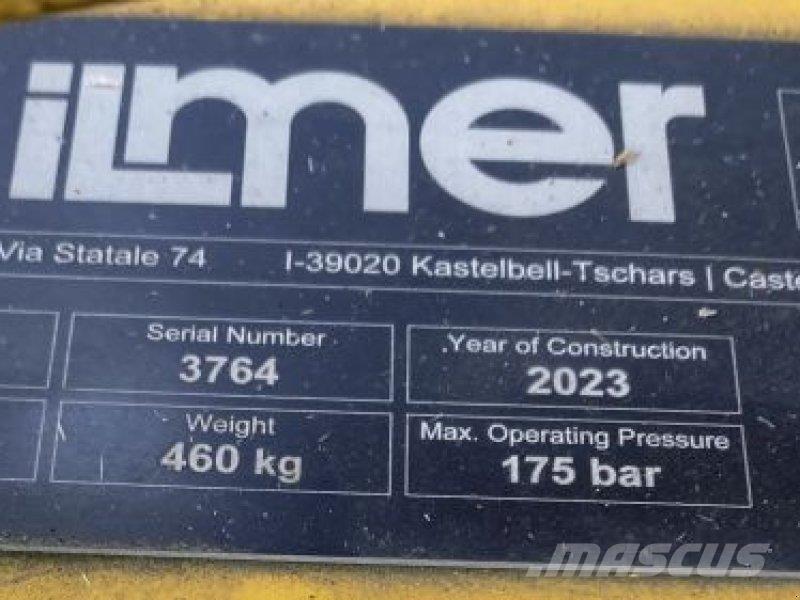 ilmer
Via Statale 74 I-39020 Kastelbell-Tschars |
Serial Number
3764
Year of Construction
2023
Weight
460 kg
Max. Operating Pressure
175 bar
MASCUS